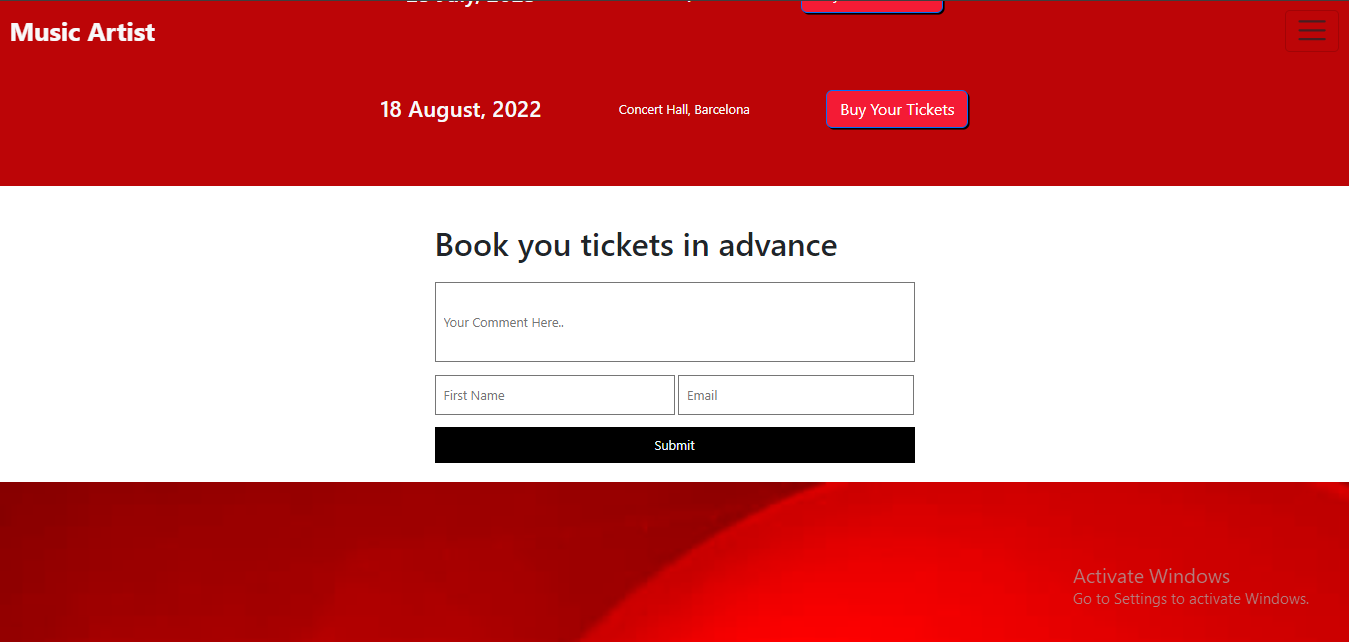 Music Artist
18 August, 2022
Concert Hall, Barcelona
Buy Your Tickets
Book you tickets in advance
Your Comment Here..
First Name
Email
Submit
Activate Windows
Go to Settings to activate Windows.